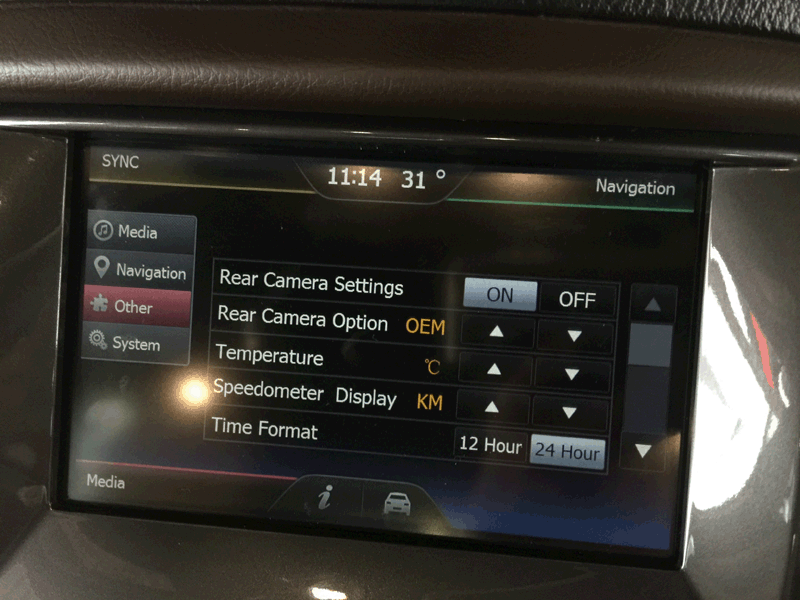 SYNC
11:14 31 °
Navigation
Media
Navigation
Other
System
Rear Camera Settings ON OFF
Rear Camera Option OEM
Temperature °C
Speedometer Display KM
Time Format 12 Hour 24 Hour
Media
i